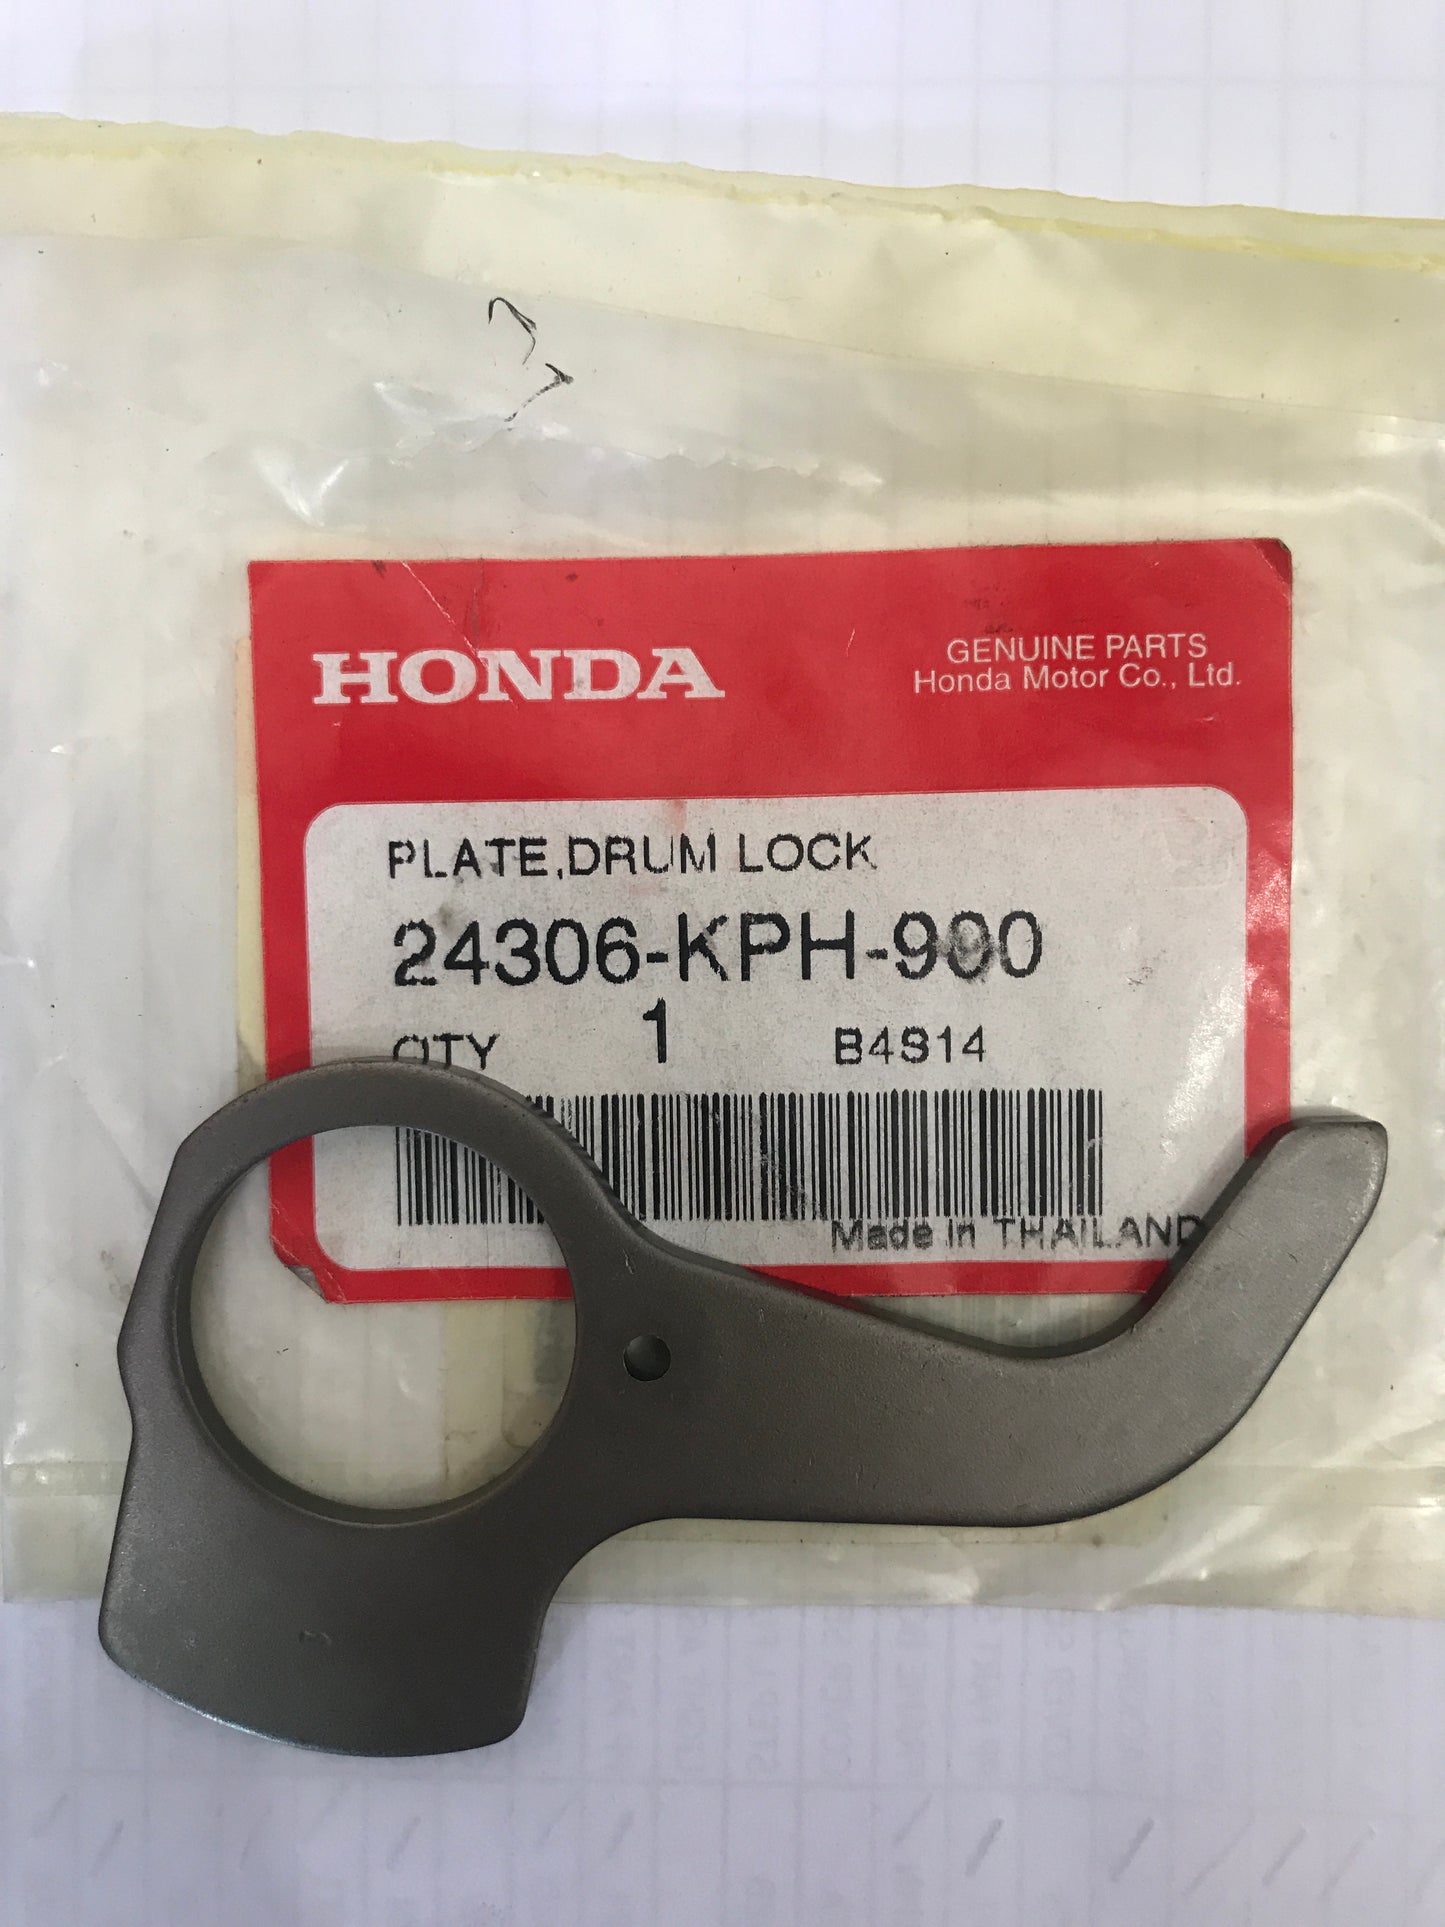 HONDA
GENUINE PARTS
Honda Motor Co., Ltd.
PLATE,DRUM LOCK
24306-KPH-900
QTY 1 B4S14
Made in THAILAND